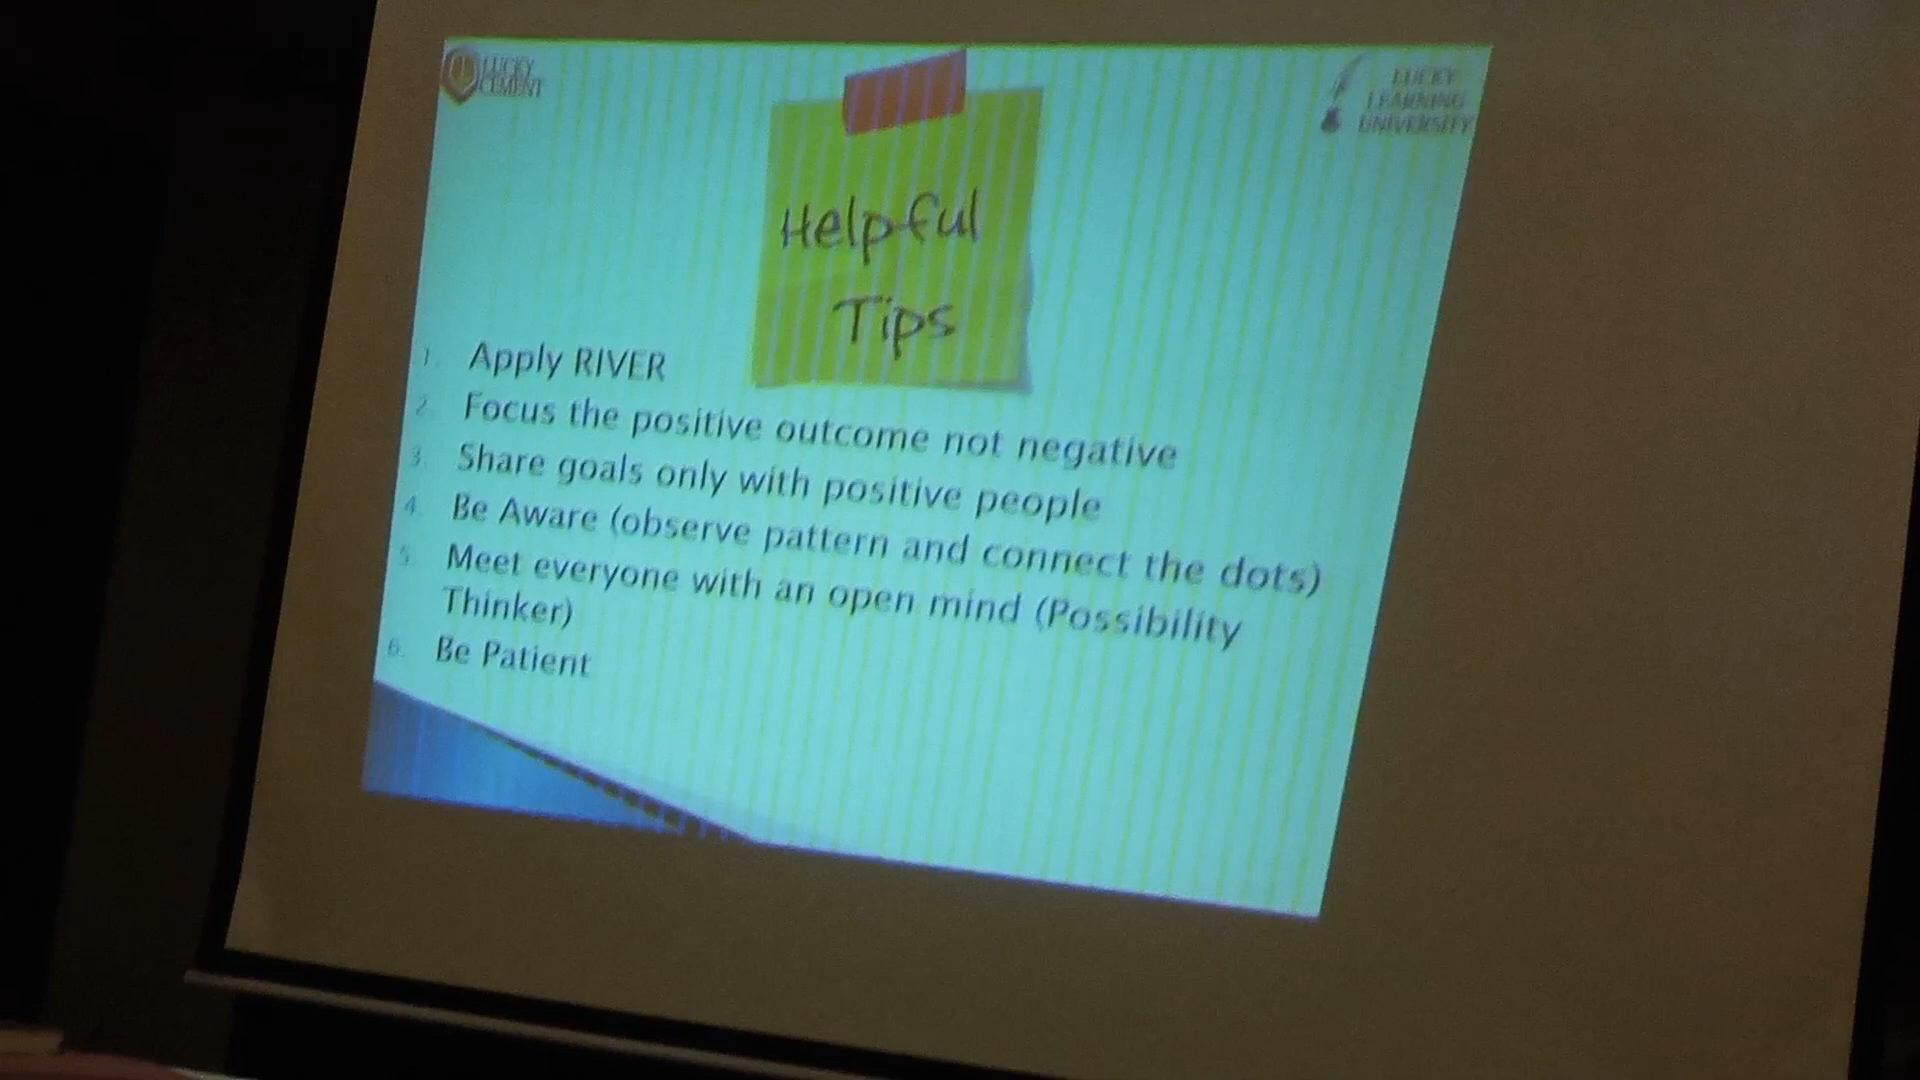 LUCKY
CEMENT
LUCKY
LEARNING
UNIVERSITY
Helpful
Tips
1. Apply RIVER
2. Focus the positive outcome not negative
3. Share goals only with positive people
4. Be Aware (observe pattern and connect the dots)
5. Meet everyone with an open mind (Possibility
Thinker)
6. Be Patient